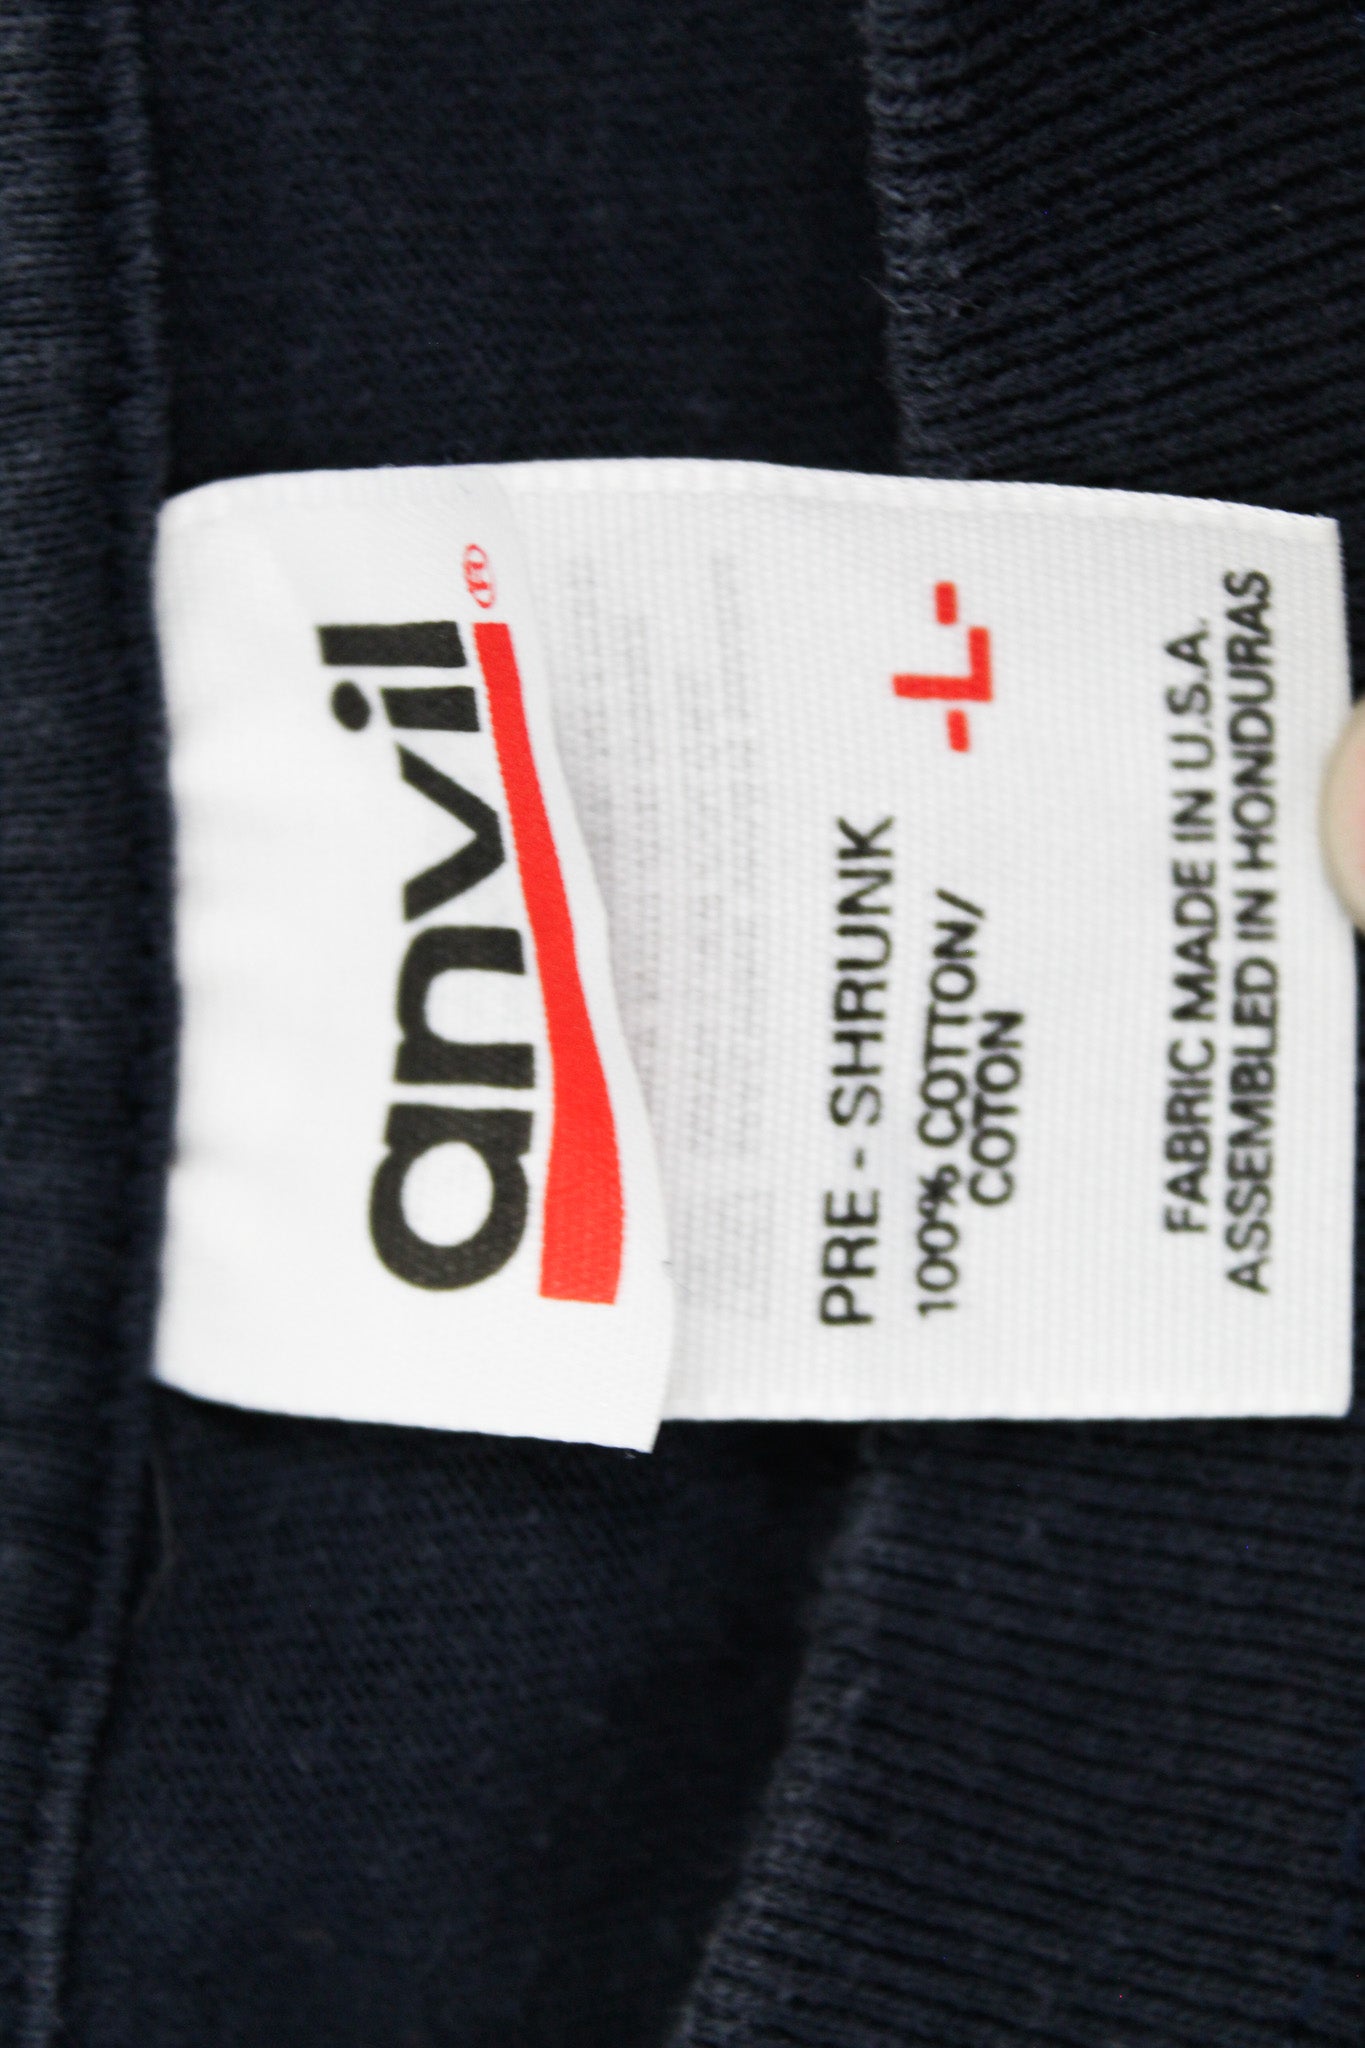 anvil®
PRE-SHRUNK
100% COTTON/
COTON
-L-
FABRIC MADE IN U.S.A.
ASSEMBLED IN HONDURAS